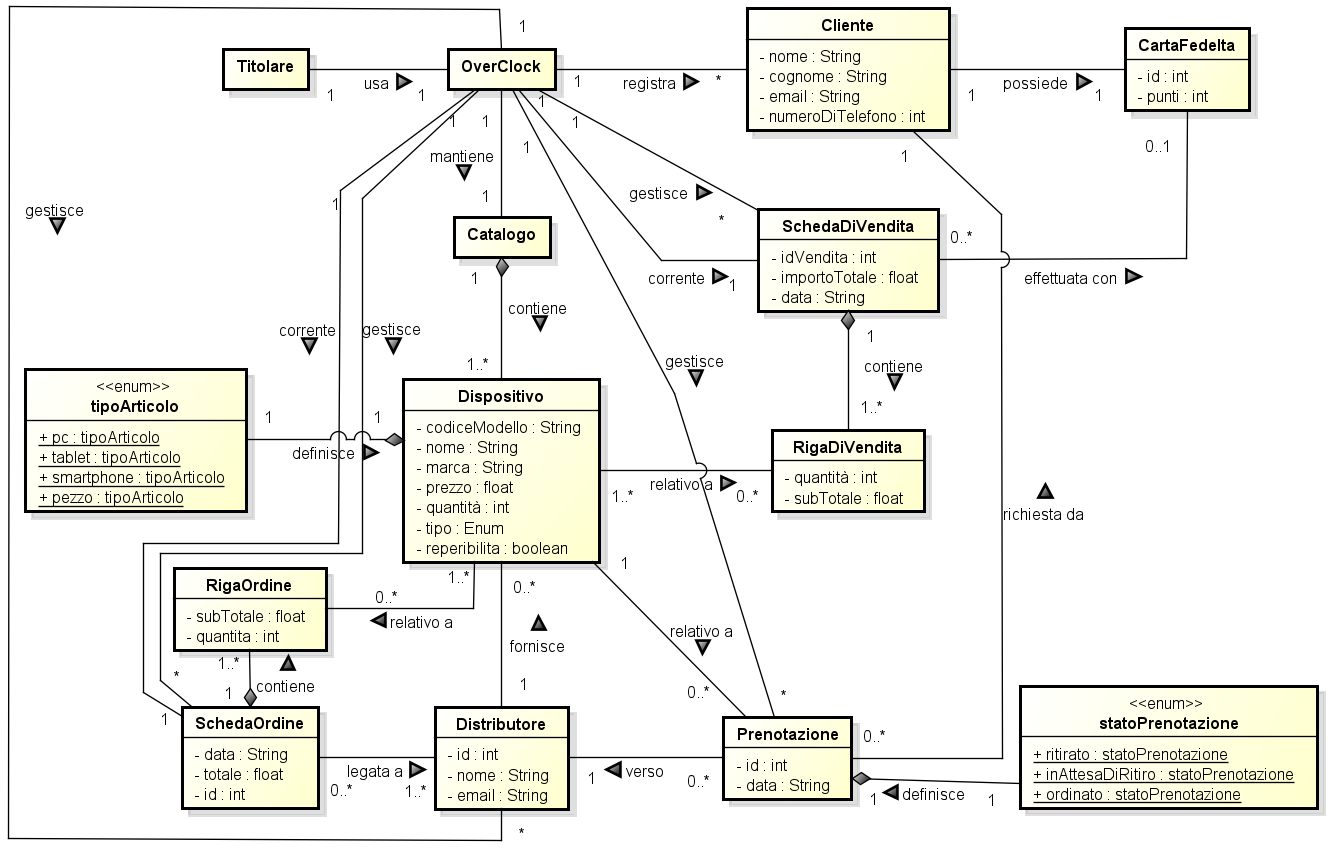 1
Titolare
1
usa
1
OverClock
1
registra
*
Cliente
- nome : String
- cognome : String
- email : String
- numeroDiTelefono : int
1
possiede
1
CartaFedelta
- id : int
- punti : int
0..1
1
1
1
1
1
1
mantiene
1
gestisce
1
gestisce
*
corrente
1
SchedaDiVendita
- idVendita : int
- importoTotale : float
- data : String
0..*
effettuata con
Catalogo
1
contiene
1..*
corrente
gestisce
gestisce
1
contiene
1..*
<<enum>>
tipoArticolo
+ pc : tipoArticolo
+ tablet : tipoArticolo
+ smartphone : tipoArticolo
+ pezzo : tipoArticolo
1
1
definisce
Dispositivo
- codiceModello : String
- nome : String
- marca : String
- prezzo : float
- quantità : int
- tipo : Enum
- reperibilita : boolean
1..*
relativo a
0..*
RigaDiVendita
- quantità : int
- subTotale : float
richiesta da
RigaOrdine
- subTotale : float
- quantita : int
0..*
relativo a
1..*
0..*
fornisce
1
1
relativo a
0..*
*
1..*
contiene
1
*
1
SchedaOrdine
- data : String
- totale : float
- id : int
legata a
0..*
1..*
Distributore
- id : int
- nome : String
- email : String
*
1
verso
0..*
Prenotazione
- id : int
- data : String
0..*
1
definisce
1
<<enum>>
statoPrenotazione
+ ritirato : statoPrenotazione
+ inAttesaDiRitiro : statoPrenotazione
+ ordinato : statoPrenotazione